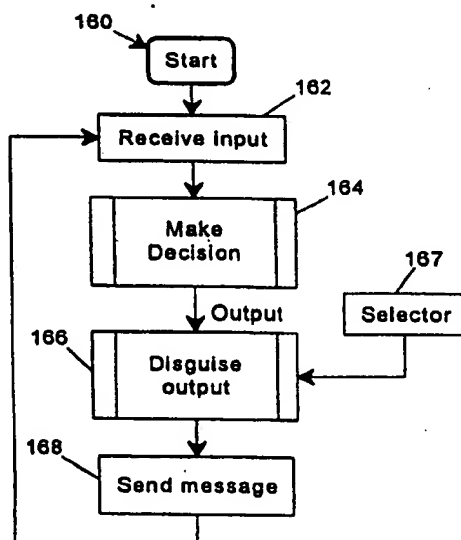 160
Start
162
Receive input
164
Make
Decision
167
Output
Selector
166
Disguise
output
168
Send message